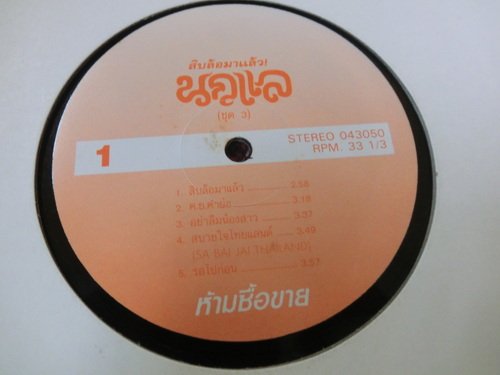 สิบล้อมาแล้ว!
นกแล
(ชุด 3)
1
STEREO 043050
RPM. 33 1/3
1. สิบล้อมาแล้ว 2.58
2. ค.ย.คำย่อ 3.18
3. อย่าลืมน้องสาว 3.37
4. สบายใจไทยแลนด์ 3.49
(SA BAI JAI THAILAND)
5. รอไปก่อน 3.57
ห้ามซื้อขาย